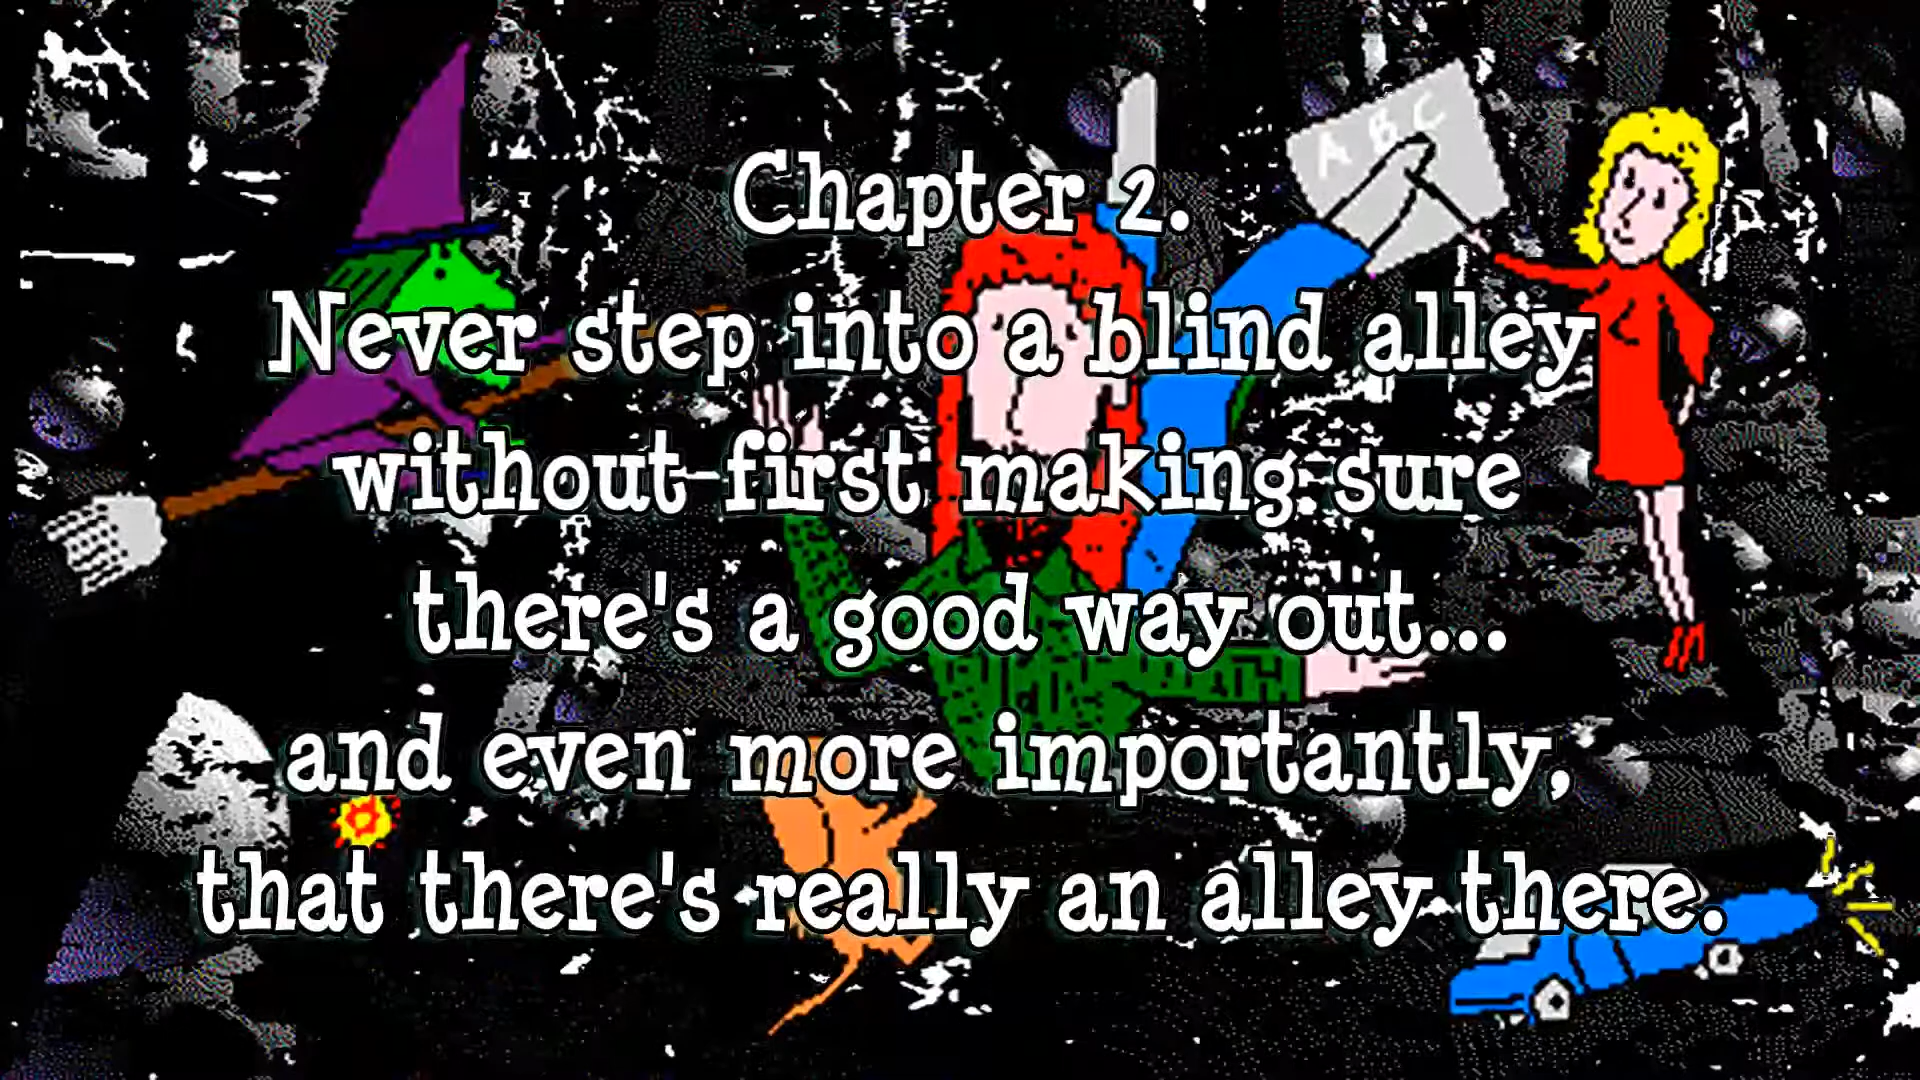 A B C
Chapter 2.
Never step into a blind alley
without first making sure
there's a good way out...
and even more importantly,
that there's really an alley there.